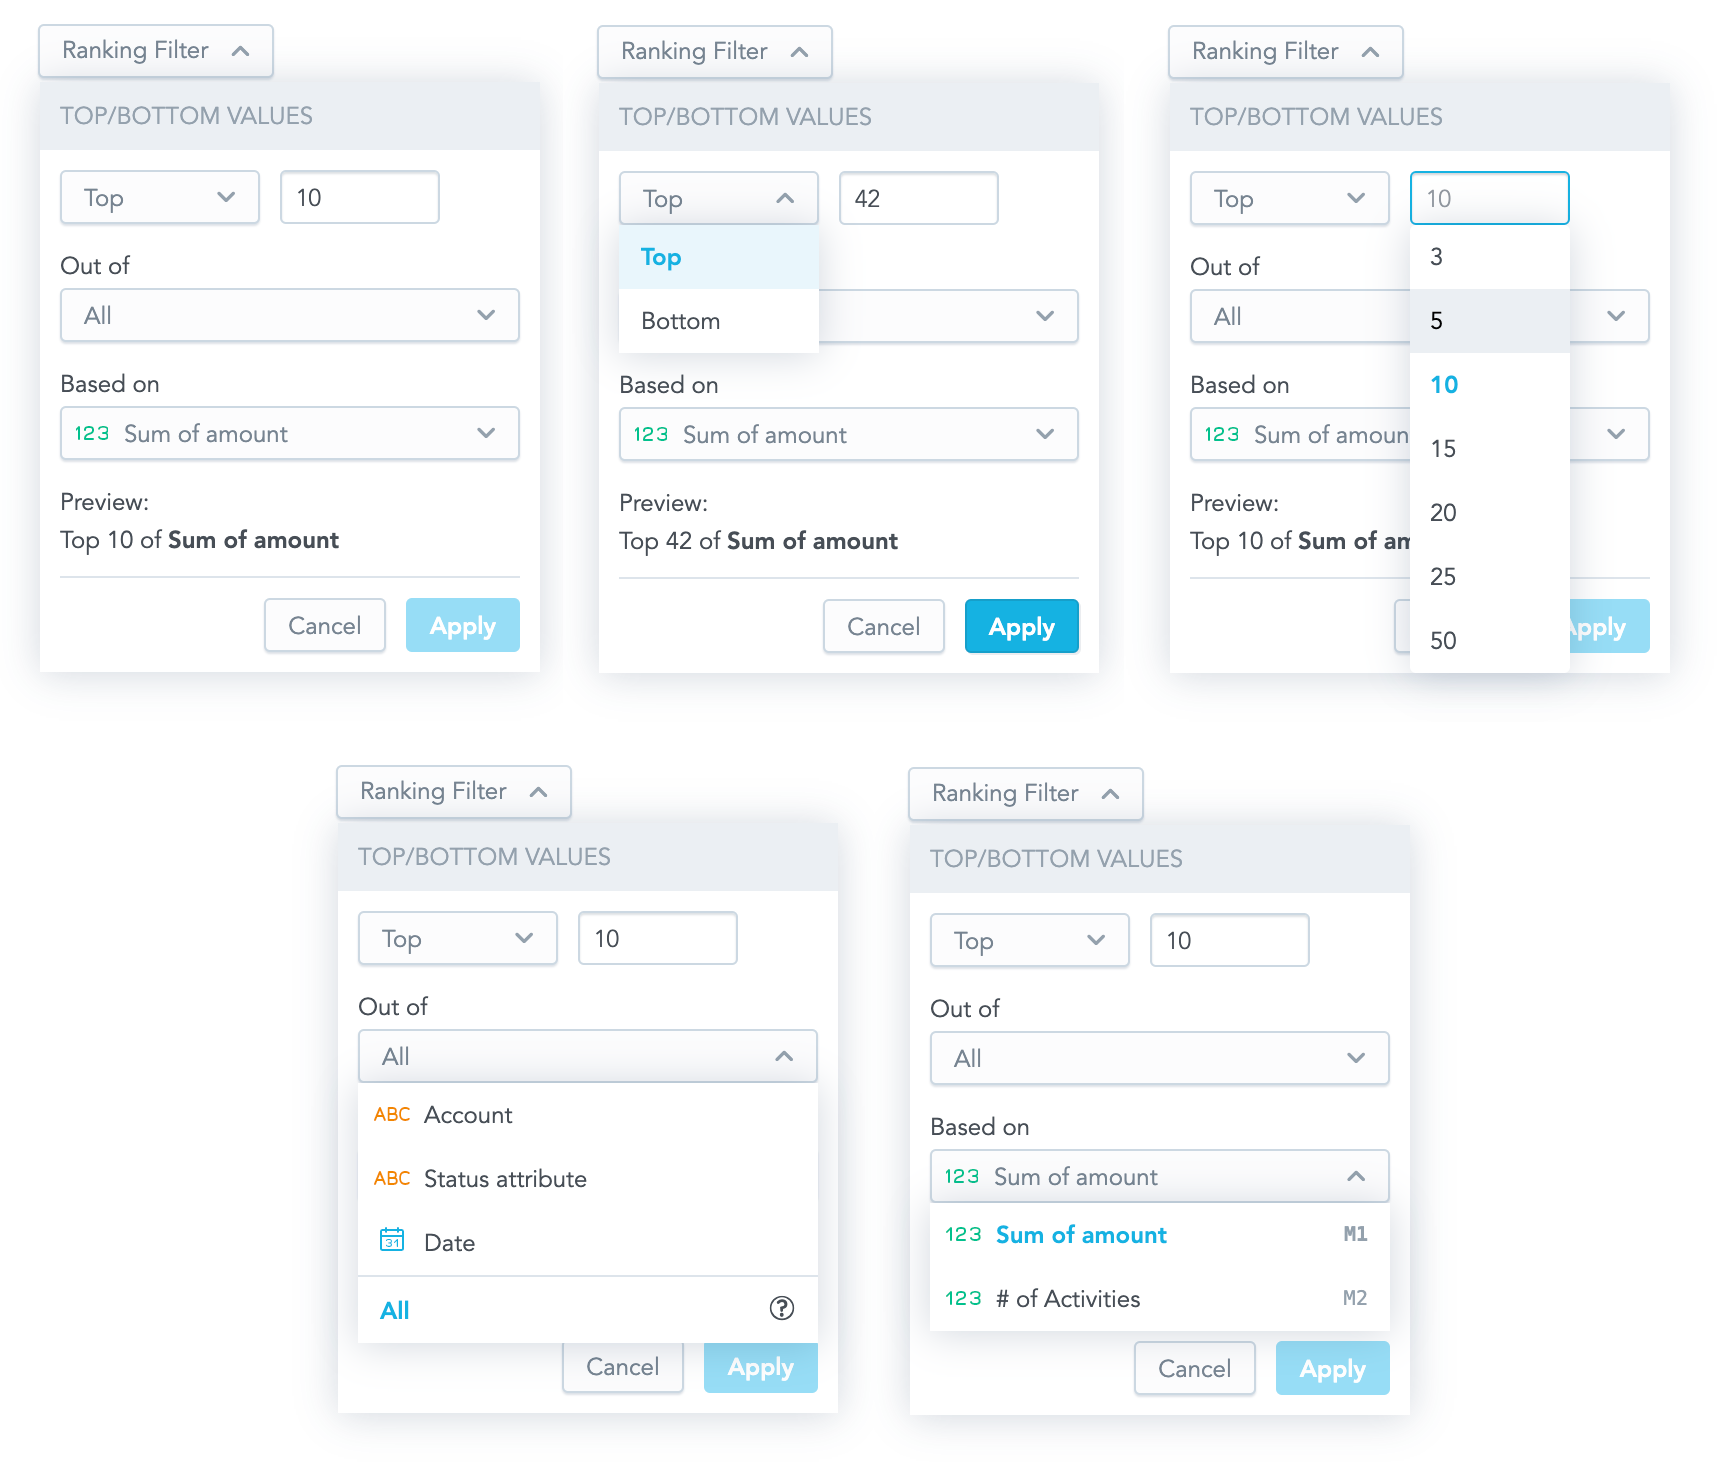 Ranking Filter
TOP/BOTTOM VALUES
Top 10
Out of
All
Based on
123 Sum of amount
Preview:
Top 10 of Sum of amount
Cancel Apply
Ranking Filter
TOP/BOTTOM VALUES
Top 42
Top
Bottom
Based on
123 Sum of amount
Preview:
Top 42 of Sum of amount
Cancel Apply
Ranking Filter
TOP/BOTTOM VALUES
Top 10
3
Out of
All 5
Based on 10
123 Sum of amoun
15
Preview:
20
Top 10 of Sum of am
25
Apply
50
Ranking Filter
TOP/BOTTOM VALUES
Top 10
Out of
All
ABC Account
ABC Status attribute
31 Date
All ?
Cancel Apply
Ranking Filter
TOP/BOTTOM VALUES
Top 10
Out of
All
Based on
123 Sum of amount
123 Sum of amount M1
123 # of Activities M2
Cancel Apply